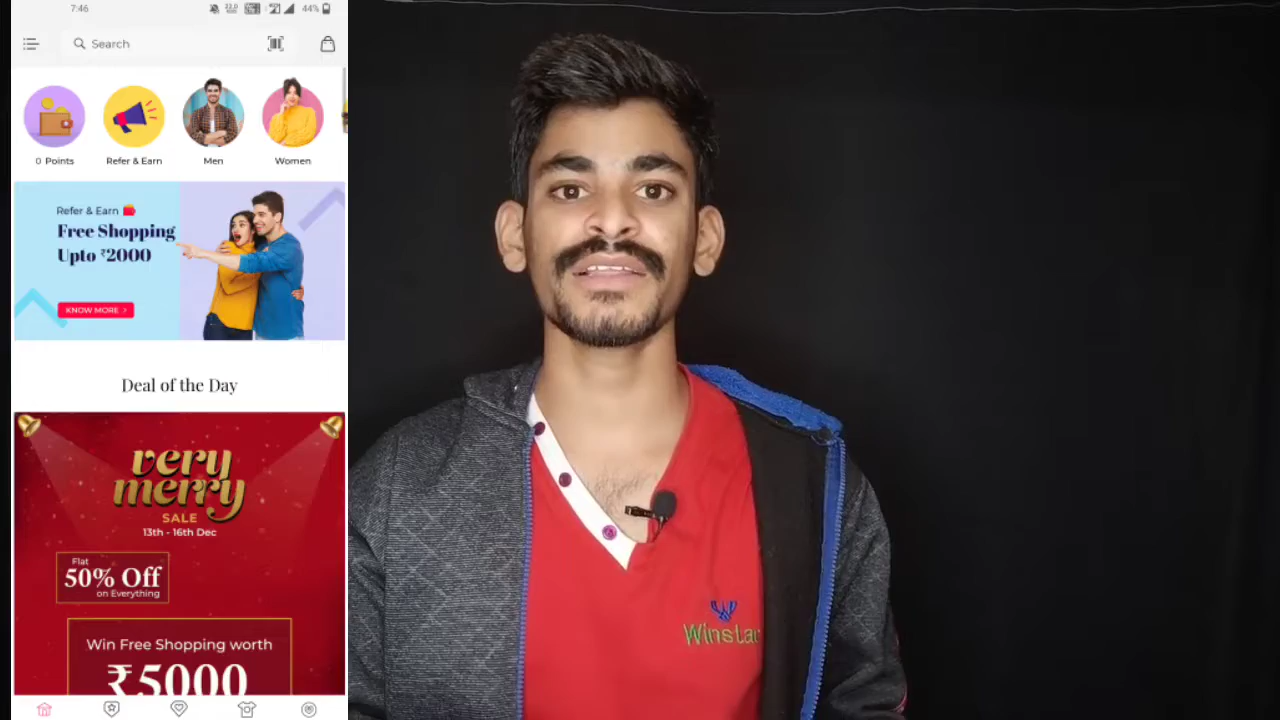 7:46
44%
Search
0 Points
Refer & Earn
Men
Women
Refer & Earn
Free Shopping
Upto ₹2000
KNOW MORE >
Deal of the Day
very
merry
SALE
13th - 16th Dec
Flat
50% Off
on Everything
Win Free Shopping worth
₹5000
Winstar